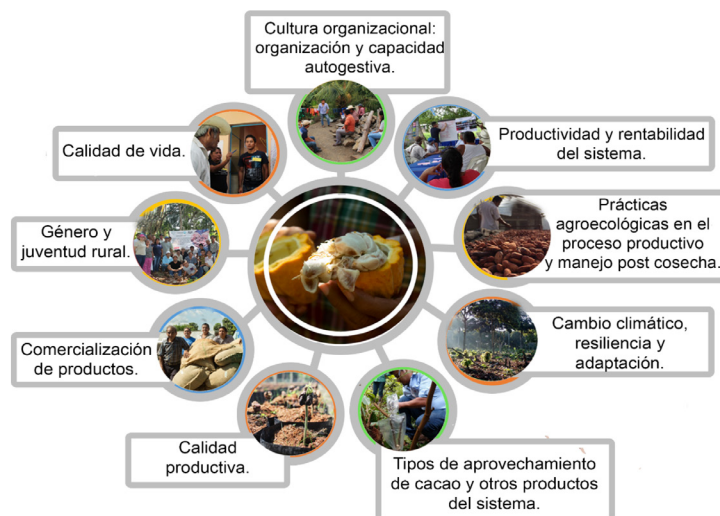 Cultura organizacional:
organización y capacidad
autogestiva.
Productividad y rentabilidad
del sistema.
Prácticas
agroecológicas en el
proceso productivo
y manejo post cosecha.
Cambio climático,
resiliencia y
adaptación.
Tipos de aprovechamiento
de cacao y otros productos
del sistema.
Calidad
productiva.
Comercialización
de productos.
Género y
juventud rural.
Calidad de vida.